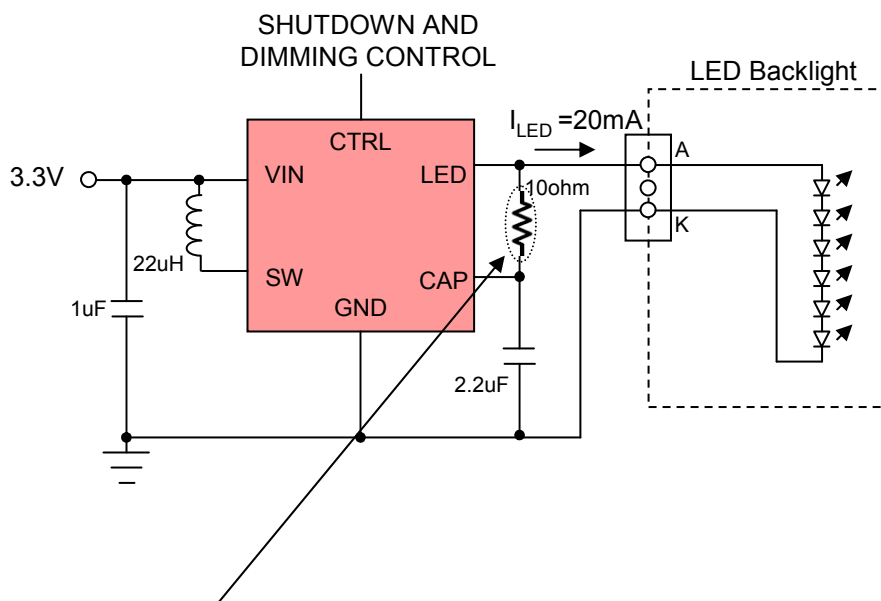 SHUTDOWN AND
DIMMING CONTROL
LED Backlight
I_LED =20mA
CTRL
A
3.3V
VIN
LED
10ohm
K
22uH
SW
CAP
1uF
GND
2.2uF